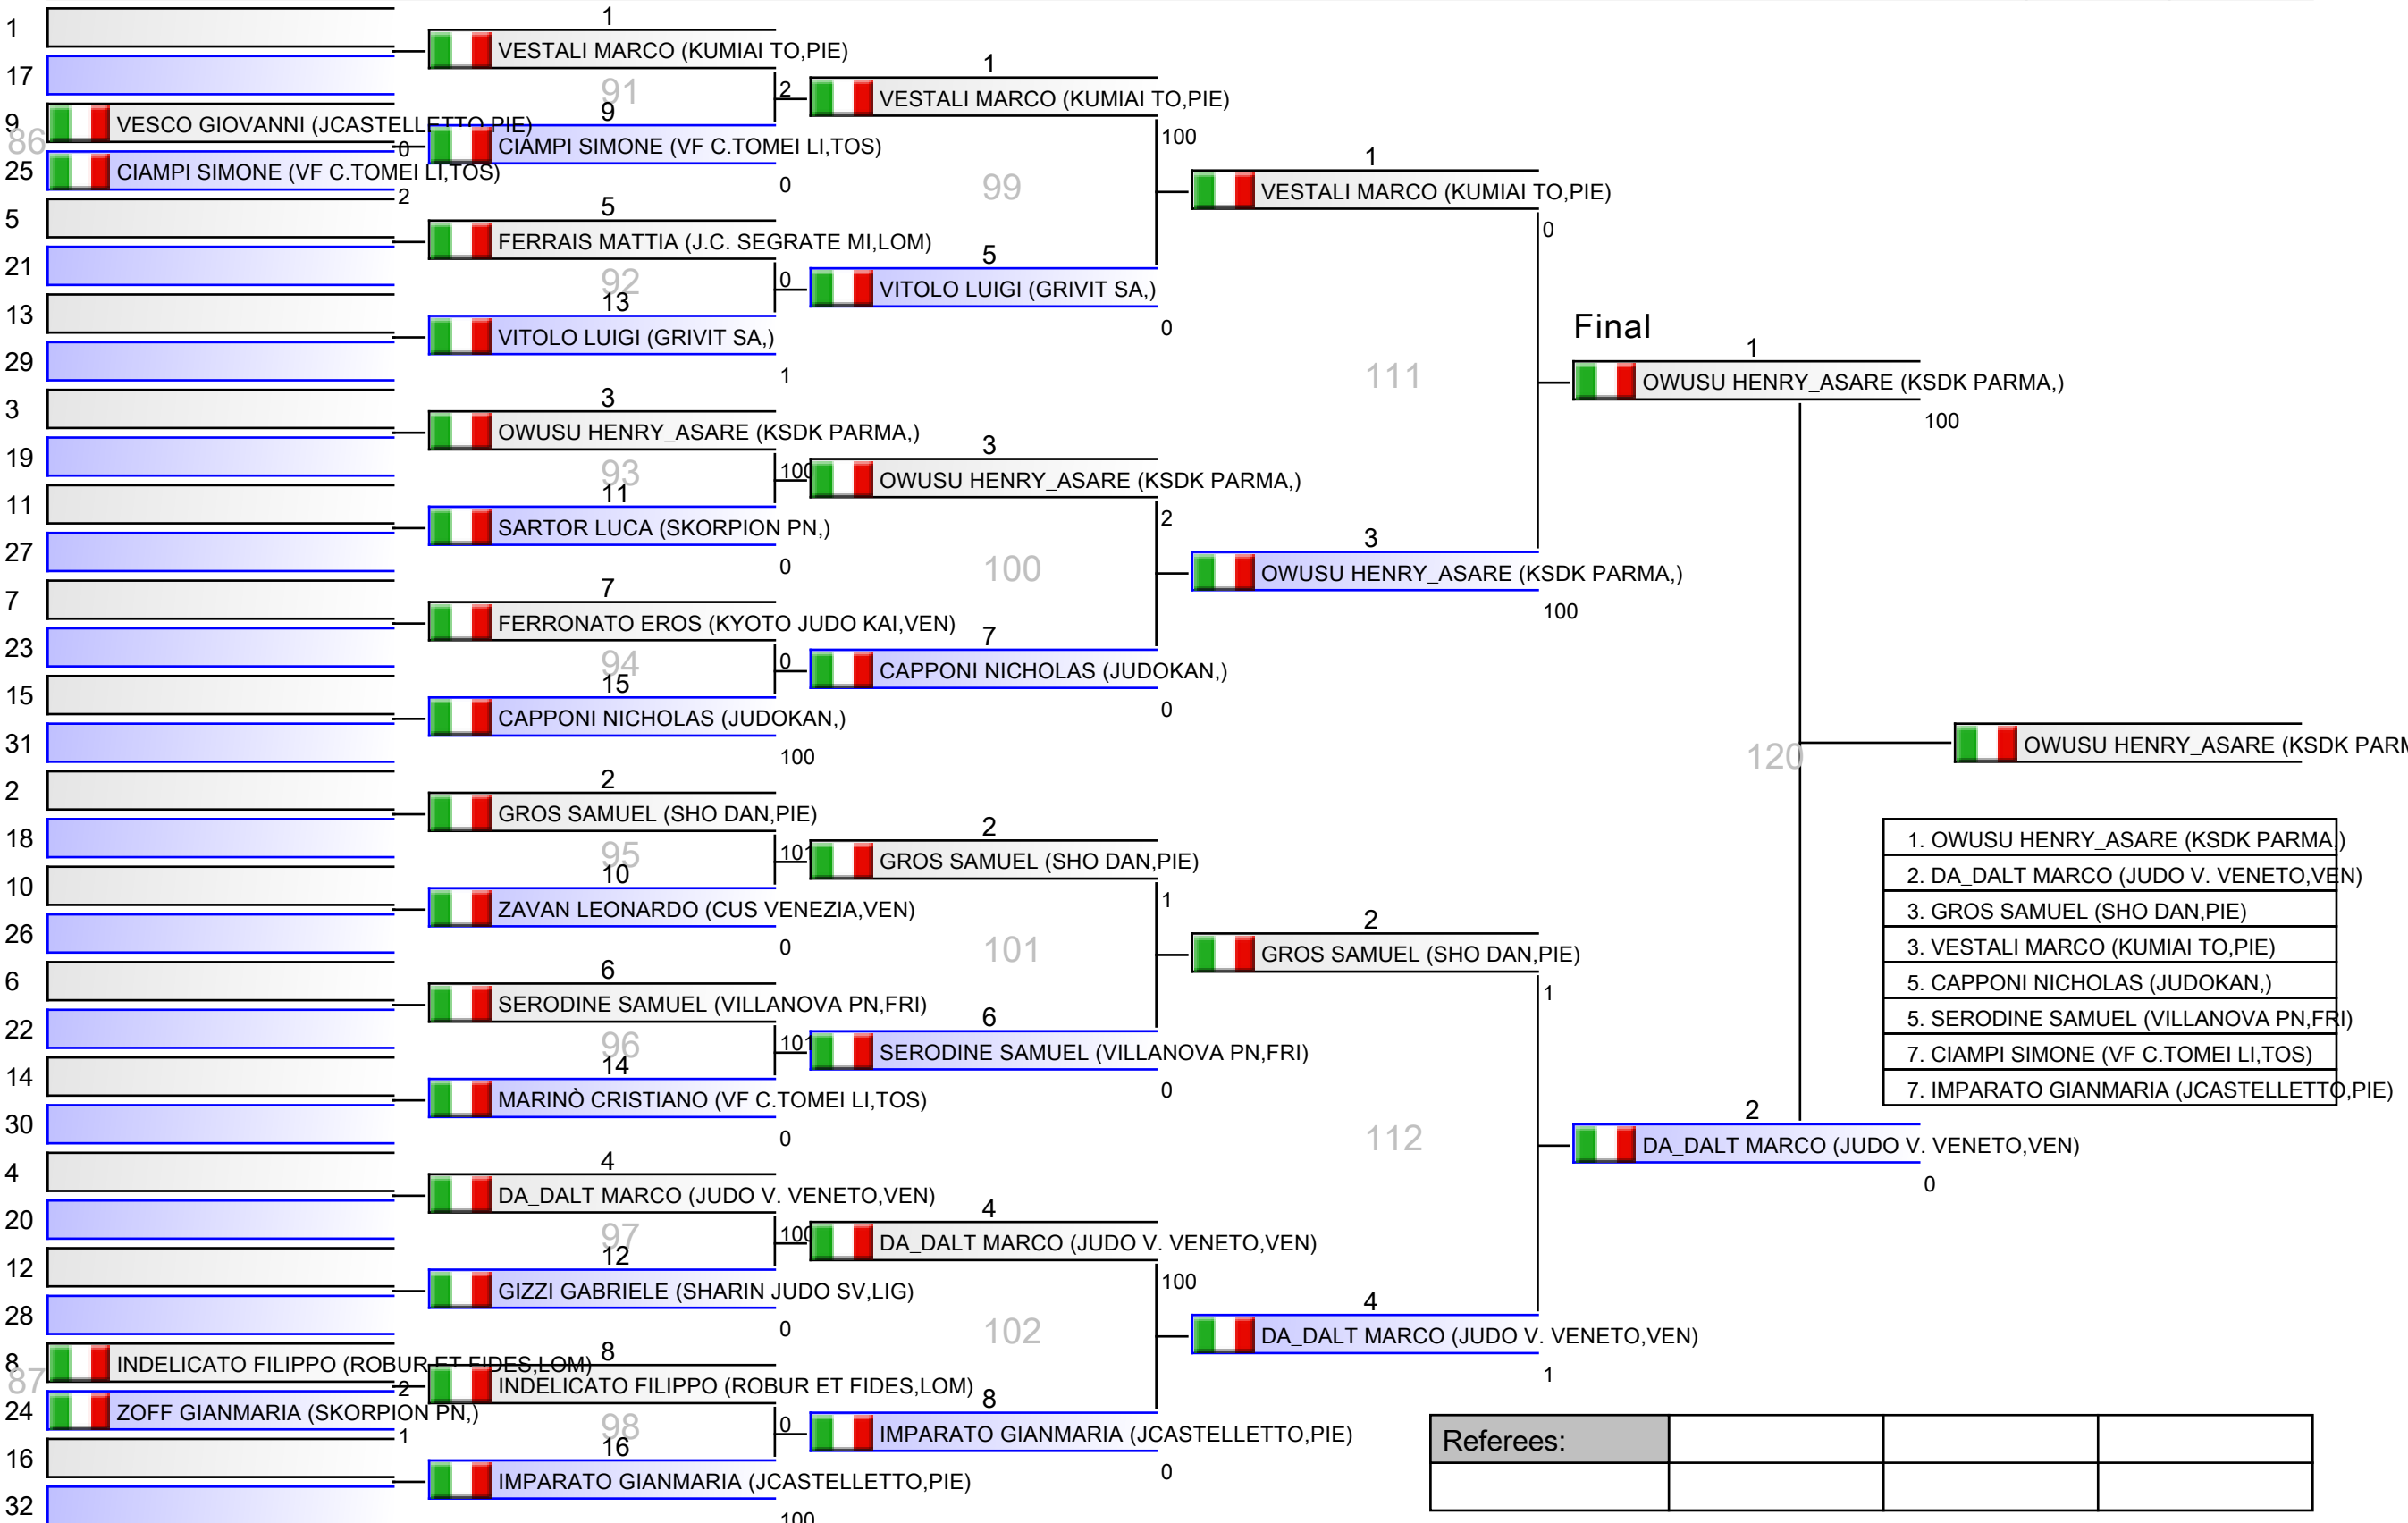 1
17
9 VESCO GIOVANNI (JCASTELLETTO,PIE)
86
0
25 CIAMPI SIMONE (VF C.TOMEI LI,TOS)
2
5
21
13
29
3
19
11
27
7
23
15
31
2
18
10
26
6
22
14
30
4
20
12
28
8 INDELICATO FILIPPO (ROBUR ET FIDES,LOM)
87
2
24 ZOFF GIANMARIA (SKORPION PN,)
1
16
32
1
VESTALI MARCO (KUMIAI TO,PIE)
91
2
9
CIAMPI SIMONE (VF C.TOMEI LI,TOS)
0
5
FERRAIS MATTIA (J.C. SEGRATE MI,LOM)
92
0
13
VITOLO LUIGI (GRIVIT SA,)
1
3
OWUSU HENRY_ASARE (KSDK PARMA,)
93
100
11
SARTOR LUCA (SKORPION PN,)
0
7
FERRONATO EROS (KYOTO JUDO KAI,VEN)
94
0
15
CAPPONI NICHOLAS (JUDOKAN,)
100
2
GROS SAMUEL (SHO DAN,PIE)
95
101
10
ZAVAN LEONARDO (CUS VENEZIA,VEN)
0
6
SERODINE SAMUEL (VILLANOVA PN,FRI)
96
101
14
MARINÒ CRISTIANO (VF C.TOMEI LI,TOS)
0
4
DA_DALT MARCO (JUDO V. VENETO,VEN)
97
100
12
GIZZI GABRIELE (SHARIN JUDO SV,LIG)
0
8
INDELICATO FILIPPO (ROBUR ET FIDES,LOM)
98
0
16
IMPARATO GIANMARIA (JCASTELLETTO,PIE)
100
1
VESTALI MARCO (KUMIAI TO,PIE)
100
99
5
VITOLO LUIGI (GRIVIT SA,)
0
3
OWUSU HENRY_ASARE (KSDK PARMA,)
2
100
7
CAPPONI NICHOLAS (JUDOKAN,)
0
2
GROS SAMUEL (SHO DAN,PIE)
1
101
6
SERODINE SAMUEL (VILLANOVA PN,FRI)
0
4
DA_DALT MARCO (JUDO V. VENETO,VEN)
100
102
8
IMPARATO GIANMARIA (JCASTELLETTO,PIE)
0
1
VESTALI MARCO (KUMIAI TO,PIE)
0
111
3
OWUSU HENRY_ASARE (KSDK PARMA,)
100
2
GROS SAMUEL (SHO DAN,PIE)
1
112
4
DA_DALT MARCO (JUDO V. VENETO,VEN)
1
Final
1
OWUSU HENRY_ASARE (KSDK PARMA,)
100
120
2
DA_DALT MARCO (JUDO V. VENETO,VEN)
0
OWUSU HENRY_ASARE (KSDK PARM
1. OWUSU HENRY_ASARE (KSDK PARMA,)
2. DA_DALT MARCO (JUDO V. VENETO,VEN)
3. GROS SAMUEL (SHO DAN,PIE)
3. VESTALI MARCO (KUMIAI TO,PIE)
5. CAPPONI NICHOLAS (JUDOKAN,)
5. SERODINE SAMUEL (VILLANOVA PN,FRI)
7. CIAMPI SIMONE (VF C.TOMEI LI,TOS)
7. IMPARATO GIANMARIA (JCASTELLETTO,PIE)
Referees: